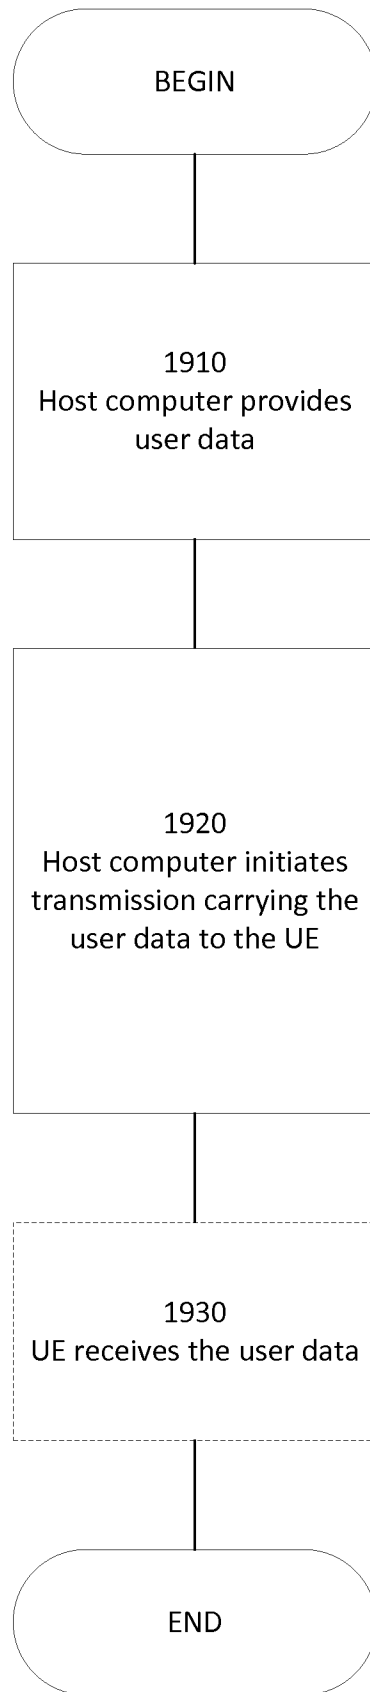 BEGIN
1910
Host computer provides
user data
1920
Host computer initiates
transmission carrying the
user data to the UE
1930
UE receives the user data
END